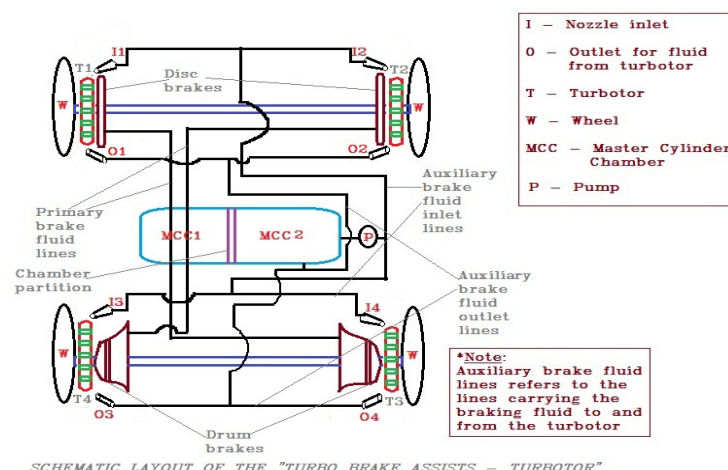 I1
I2
T1
Disc
brakes
T2
W
W
O1
O2
Primary
brake
fluid
lines
Auxiliary
brake
fluid
inlet
lines
MCC1
MCC2
P
Chamber
partition
Auxiliary
brake
fluid
outlet
lines
I3
I4
W
W
T4
O3
T3
O4
Drum
brakes
I – Nozzle inlet
O – Outlet for fluid
from turbotor
T – Turbotor
W – Wheel
MCC – Master Cylinder
Chamber
P – Pump
*Note:
Auxiliary brake fluid
lines refers to the
lines carrying the
braking fluid to and
from the turbotor
SCHEMATIC LAYOUT OF THE "TURBO BRAKE ASSISTS – TURBOTOR"